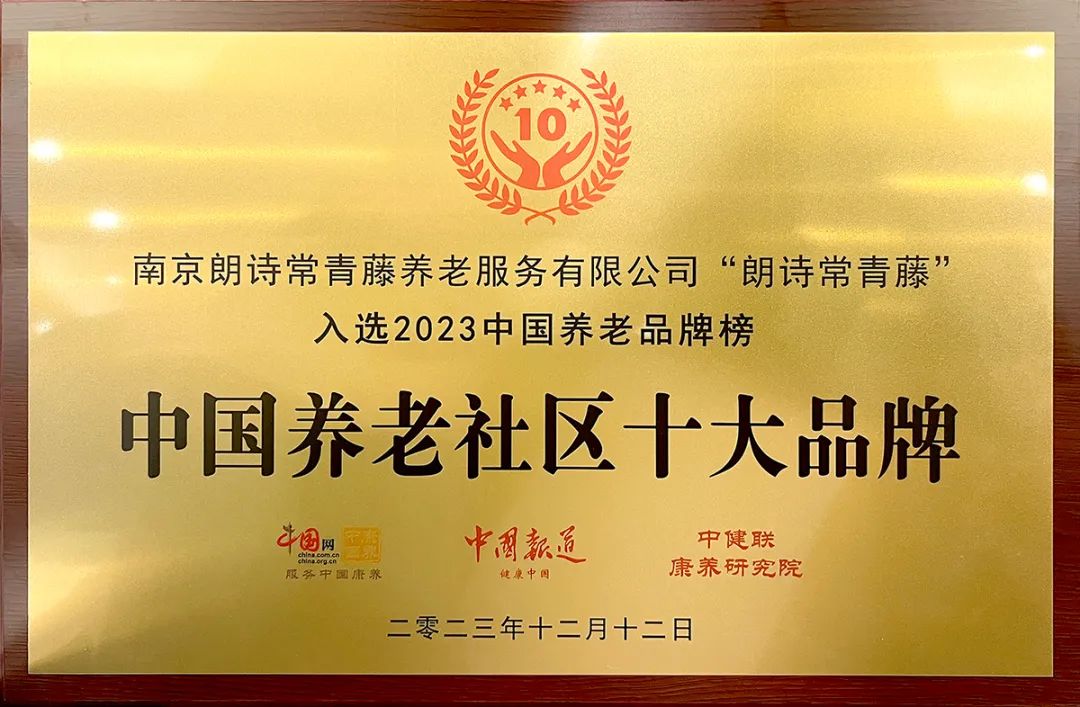 10
南京朗诗常青藤养老服务有限公司“朗诗常青藤”
入选2023中国养老品牌榜
中国养老社区十大品牌
中国网
china.com.cn
china.org.cn
服务中国康养
中國報道
健康中国
中健联
康养研究院
二零二三年十二月十二日